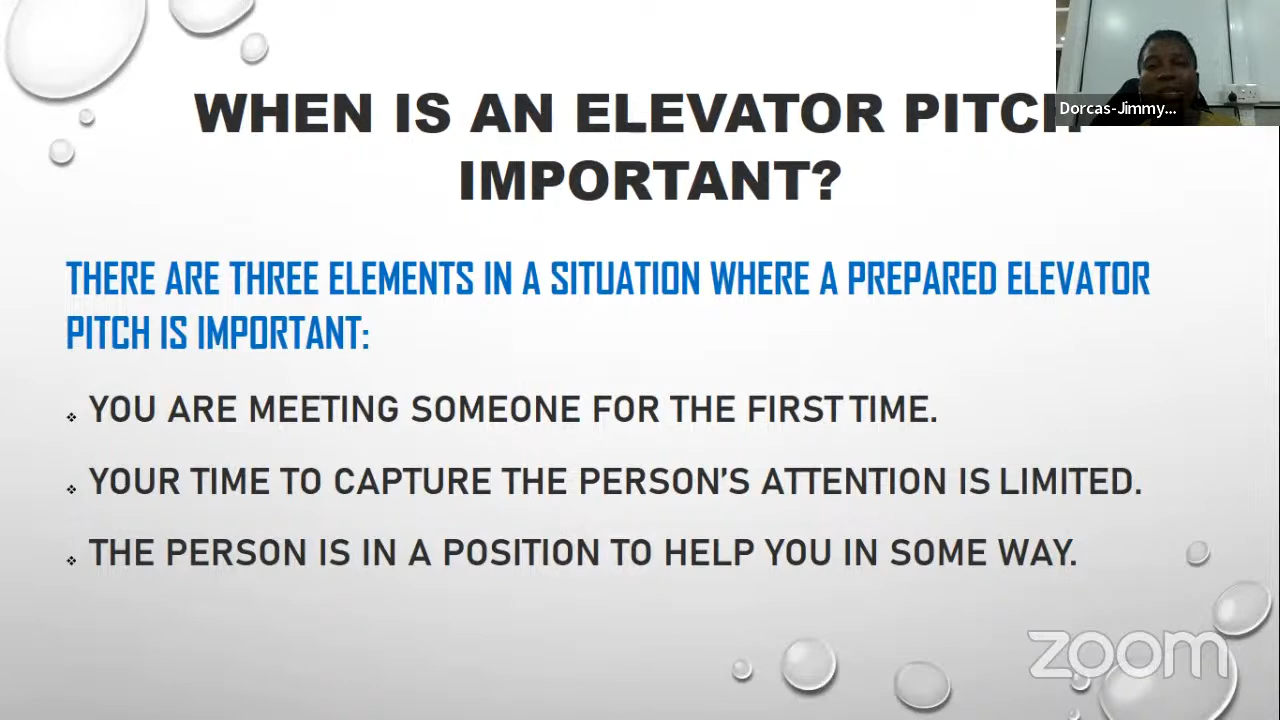 WHEN IS AN ELEVATOR PITCH
IMPORTANT?
Dorcas-Jimmy...
THERE ARE THREE ELEMENTS IN A SITUATION WHERE A PREPARED ELEVATOR
PITCH IS IMPORTANT:
❖ YOU ARE MEETING SOMEONE FOR THE FIRST TIME.
❖ YOUR TIME TO CAPTURE THE PERSON’S ATTENTION IS LIMITED.
❖ THE PERSON IS IN A POSITION TO HELP YOU IN SOME WAY.
zoom